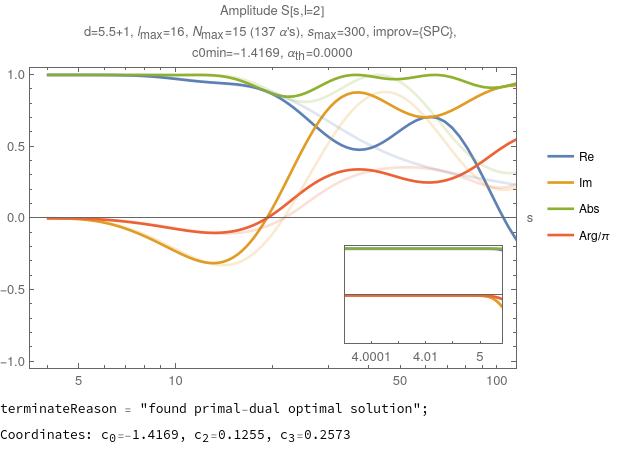 Amplitude S[s,l=2]
d=5.5+1, lmax=16, Nmax=15 (137 α's), smax=300, improv={SPC},
c0min=-1.4169, αth=0.0000
1.0
0.5
0.0
-0.5
-1.0
5
10
50
100
s
Re
Im
Abs
Arg/π
4.0001
4.01
5
terminateReason = "found primal-dual optimal solution";
Coordinates: c0=-1.4169, c2=0.1255, c3=0.2573